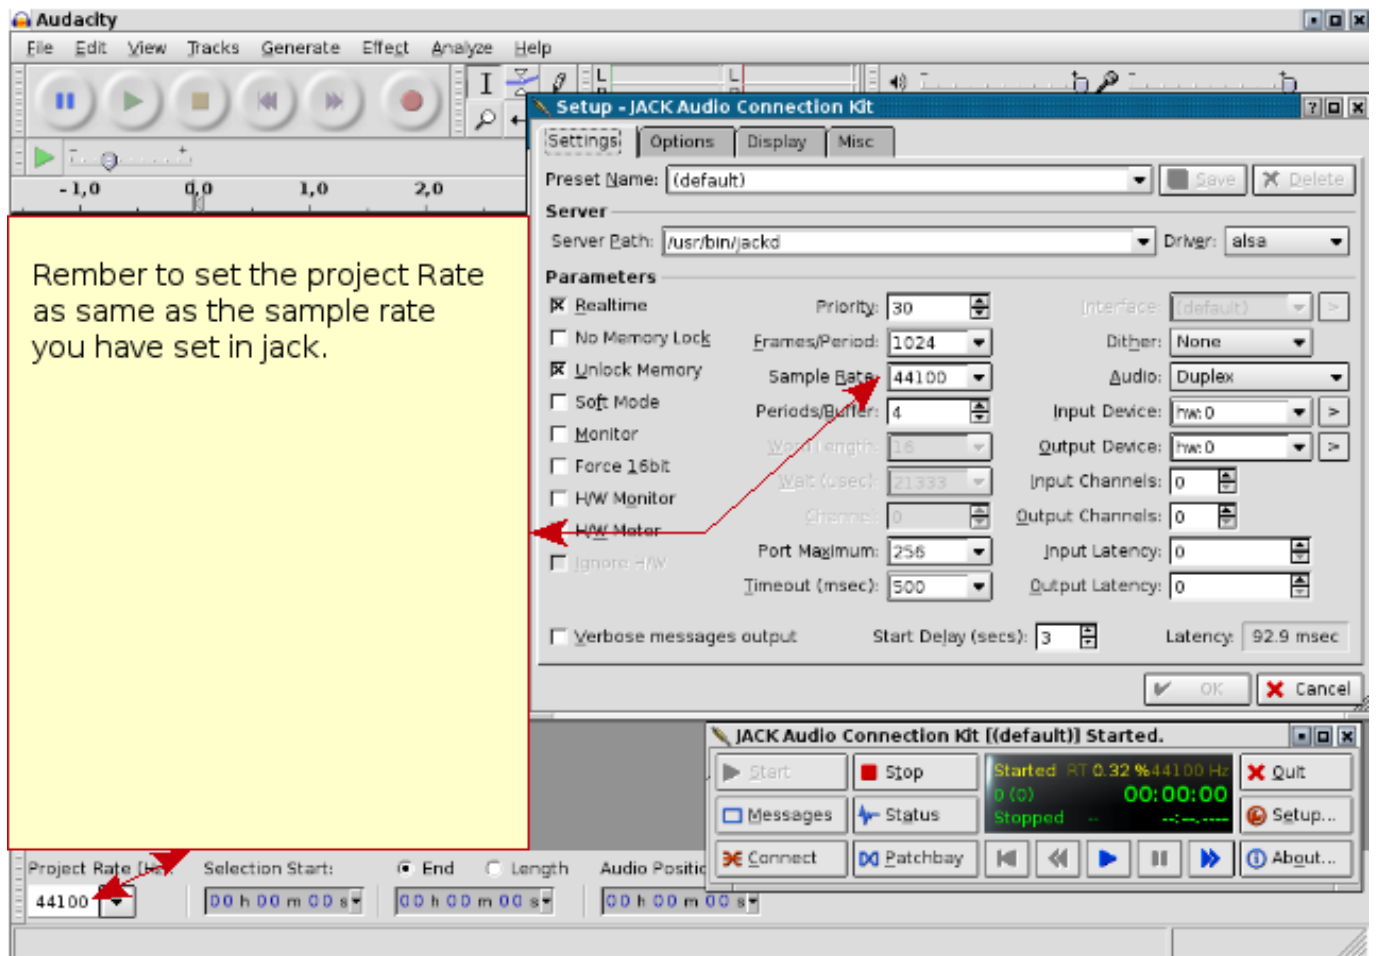 Audacity
File Edit View Tracks Generate Effect Analyze Help
L L
-1,0 0,0 1,0 2,0
Rember to set the project Rate
as same as the sample rate
you have set in jack.
Setup - JACK Audio Connection Kit
Settings Options Display Misc
Preset Name: (default) Save Delete
Server
Server Path: /usr/bin/jackd Driver: alsa
Parameters
Realtime Priority: 30 Interface: (default) >
No Memory Lock Frames/Period: 1024 Dither: None
Unlock Memory Sample Rate: 44100 Audio: Duplex
Soft Mode Periods/Buffer: 4 Input Device: hw:0 >
Monitor Word Length: 16 Output Device: hw:0 >
Force 16bit Wait (usec): 21333 Input Channels: 0
H/W Monitor Channel: 0 Output Channels: 0
H/W Meter Port Maximum: 256 Input Latency: 0
Ignore H/W Timeout (msec): 500 Output Latency: 0
Verbose messages output Start Delay (secs): 3 Latency: 92.9 msec
OK Cancel
JACK Audio Connection Kit [(default)] Started.
Start Stop Started RT 0.32 % 44100 Hz Quit
0 (0) 00:00:00
Messages Status Stopped -- --:--.---- Setup...
Connect Patchbay About...
Project Rate (Hz): Selection Start: End Length Audio Positio
44100 00 h 00 m 00 s 00 h 00 m 00 s 00 h 00 m 00 s